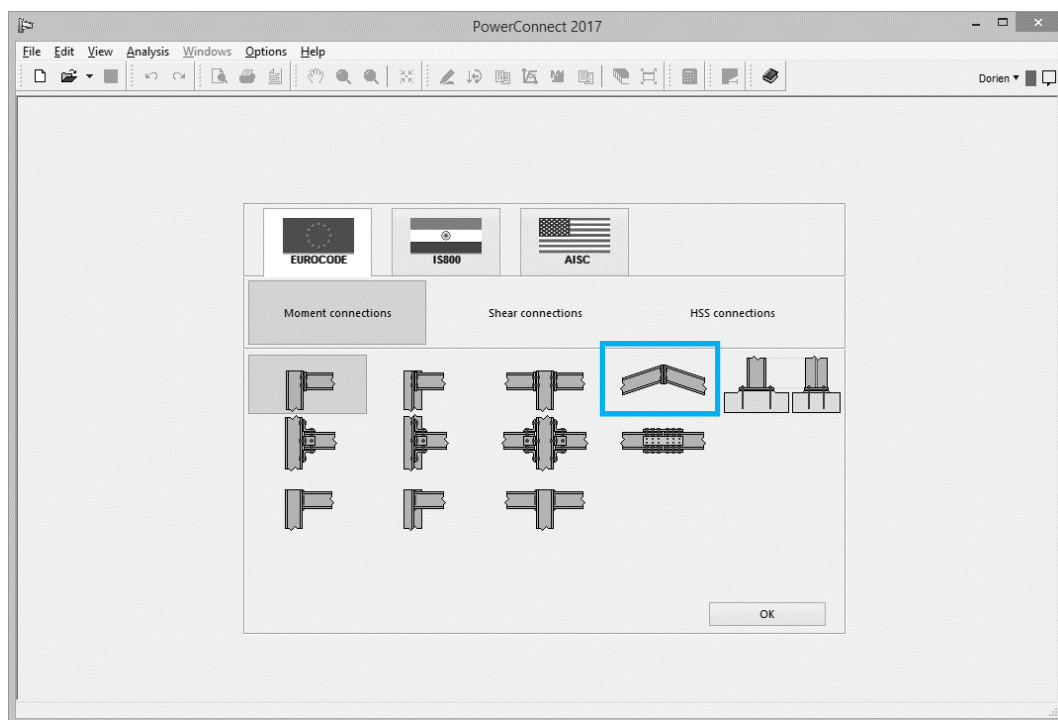 PowerConnect 2017
File Edit View Analysis Windows Options Help
Dorien
EUROCODE IS800 AISC
Moment connections Shear connections HSS connections
OK